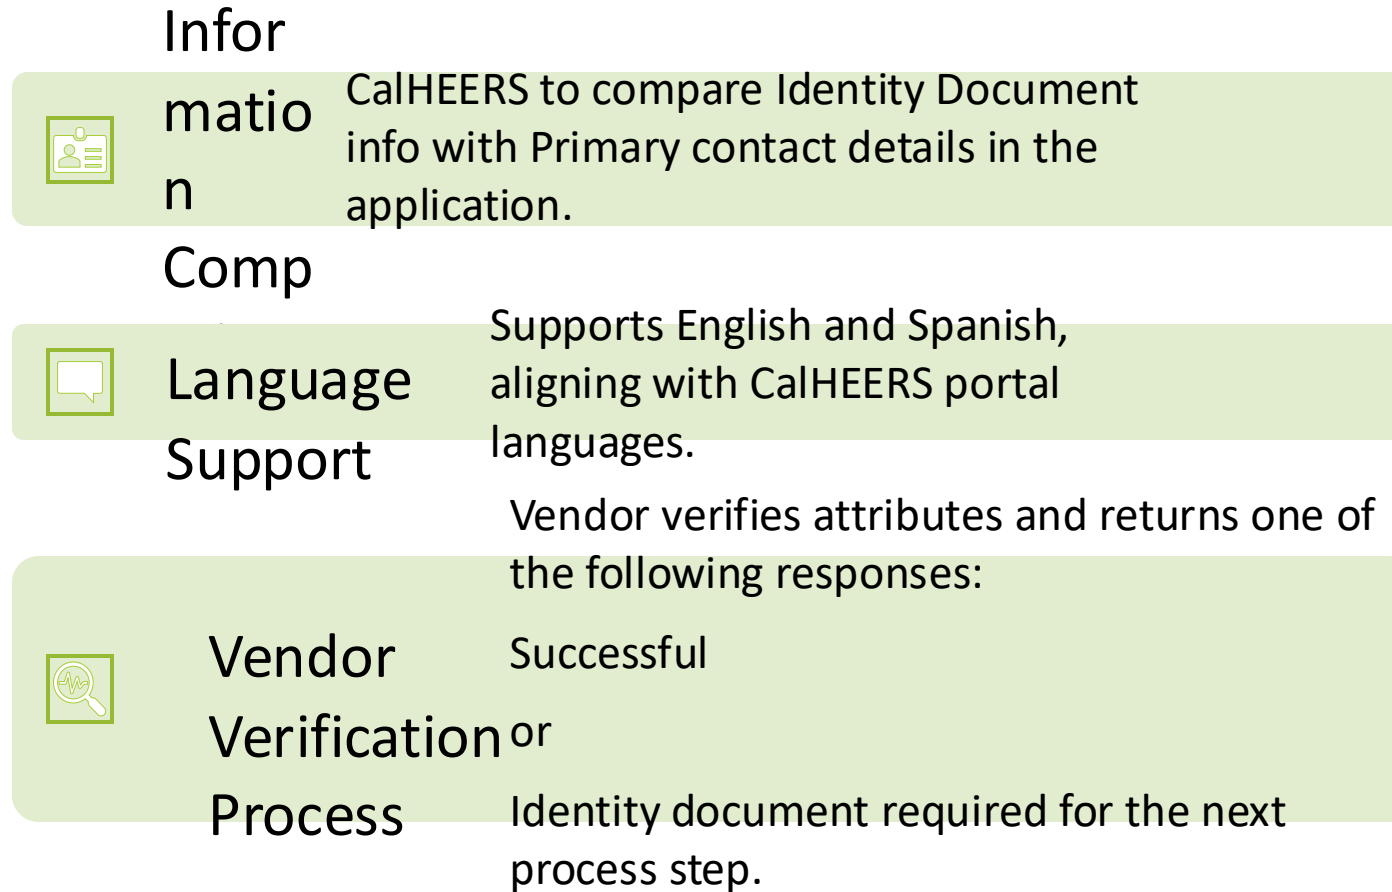 Infor
matio
n
Comp
CalHEERS to compare Identity Document
info with Primary contact details in the
application.
Language
Support
Supports English and Spanish,
aligning with CalHEERS portal
languages.
Vendor
Verification
Process
Vendor verifies attributes and returns one of
the following responses:
Successful
or
Identity document required for the next
process step.